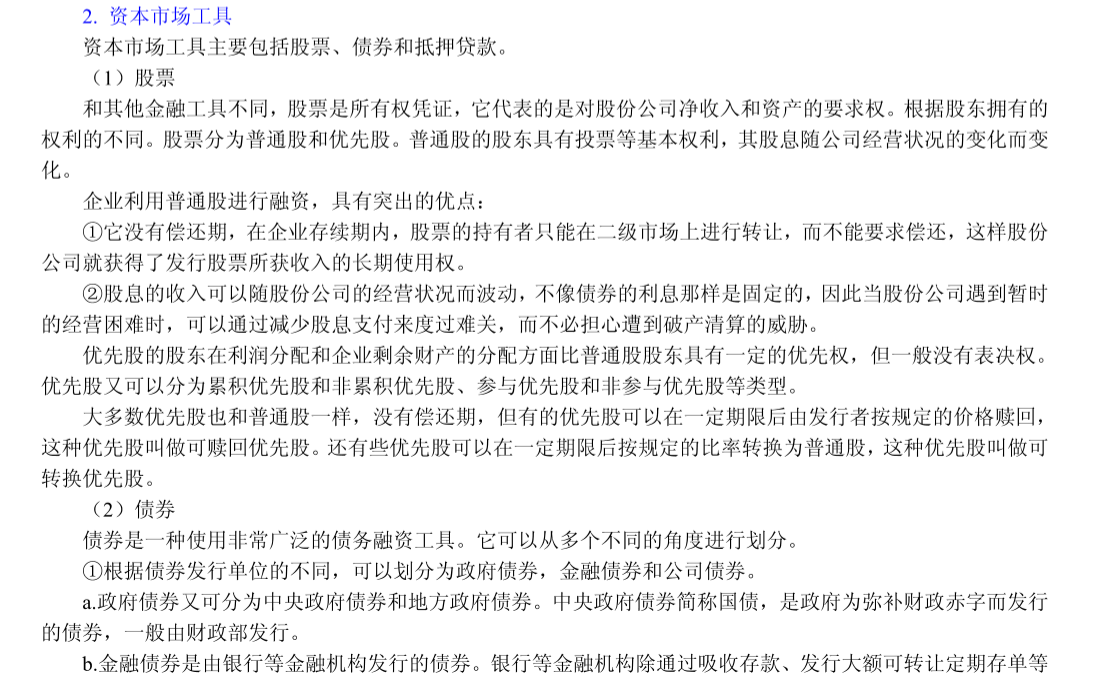 2. 资本市场工具
资本市场工具主要包括股票、债券和抵押贷款。
（1）股票
和其他金融工具不同，股票是所有权凭证，它代表的是对股份公司净收入和资产的要求权。根据股东拥有的
权利的不同。股票分为普通股和优先股。普通股的股东具有投票等基本权利，其股息随公司经营状况的变化而变
化。
企业利用普通股进行融资，具有突出的优点：
①它没有偿还期，在企业存续期内，股票的持有者只能在二级市场上进行转让，而不能要求偿还，这样股份
公司就获得了发行股票所获收入的长期使用权。
②股息的收入可以随股份公司的经营状况而波动，不像债券的利息那样是固定的，因此当股份公司遇到暂时
的经营困难时，可以通过减少股息支付来度过难关，而不必担心遭到破产清算的威胁。
优先股的股东在利润分配和企业剩余财产的分配方面比普通股股东具有一定的优先权，但一般没有表决权。
优先股又可以分为累积优先股和非累积优先股、参与优先股和非参与优先股等类型。
大多数优先股也和普通股一样，没有偿还期，但有的优先股可以在一定期限后由发行者按规定的价格赎回，
这种优先股叫做可赎回优先股。还有些优先股可以在一定期限后按规定的比率转换为普通股，这种优先股叫做可
转换优先股。
（2）债券
债券是一种使用非常广泛的债务融资工具。它可以从多个不同的角度进行划分。
①根据债券发行单位的不同，可以划分为政府债券，金融债券和公司债券。
a.政府债券又可分为中央政府债券和地方政府债券。中央政府债券简称国债，是政府为弥补财政赤字而发行
的债券，一般由财政部发行。
b.金融债券是由银行等金融机构发行的债券。银行等金融机构除通过吸收存款、发行大额可转让定期存单等